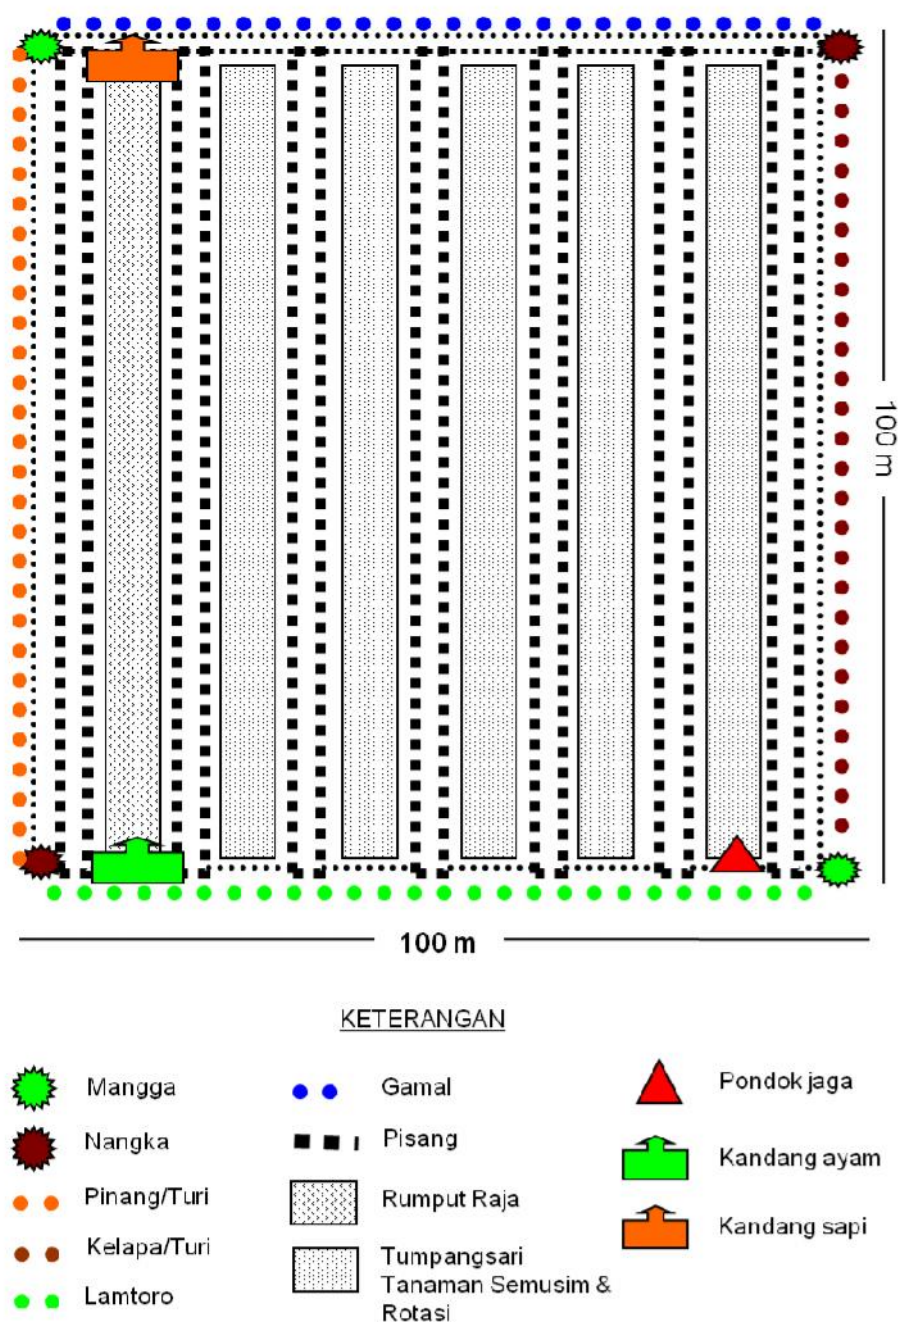 100 m
100 m
KETERANGAN
Mangga
Nangka
Pinang/Turi
Kelapa/Turi
Lamtoro
Gamal
Pisang
Rumput Raja
Tumpangsari
Tanaman Semusim &
Rotasi
Pondok jaga
Kandang ayam
Kandang sapi